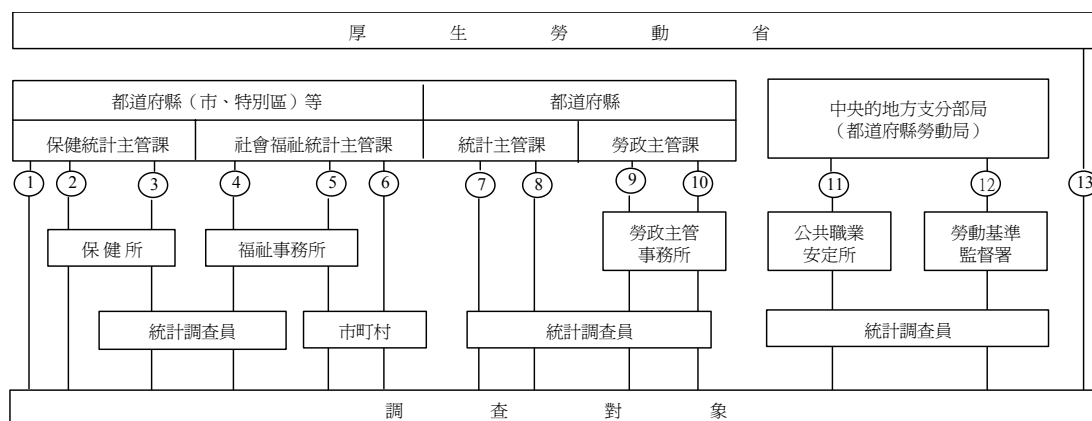 厚 生 勞 動 省
都道府縣（市、特別區）等
都道府縣
中央的地方支分部局
（都道府縣勞動局）
保健統計主管課
社會福祉統計主管課
統計主管課
勞政主管課
1 2 3 4 5 6 7 8 9 10 11 12 13
保 健 所
福祉事務所
勞政主管
事務所
公共職業
安定所
勞動基準
監督署
統計調查員
市町村
統計調查員
統計調查員
調 查 對 象